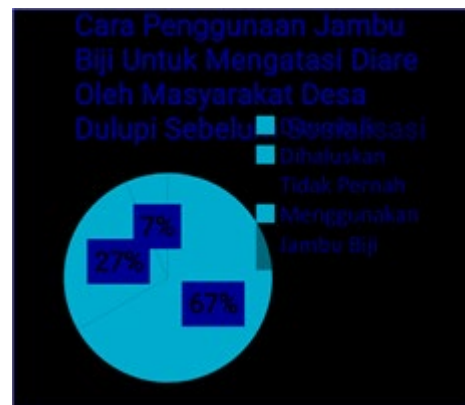 Cara Penggunaan Jambu
Biji Untuk Mengatasi Diare
Oleh Masyarakat Desa
Dulupi
Dihaluskan
Tidak Pernah
Menggunakan
Jambu Biji
7%
27%
67%